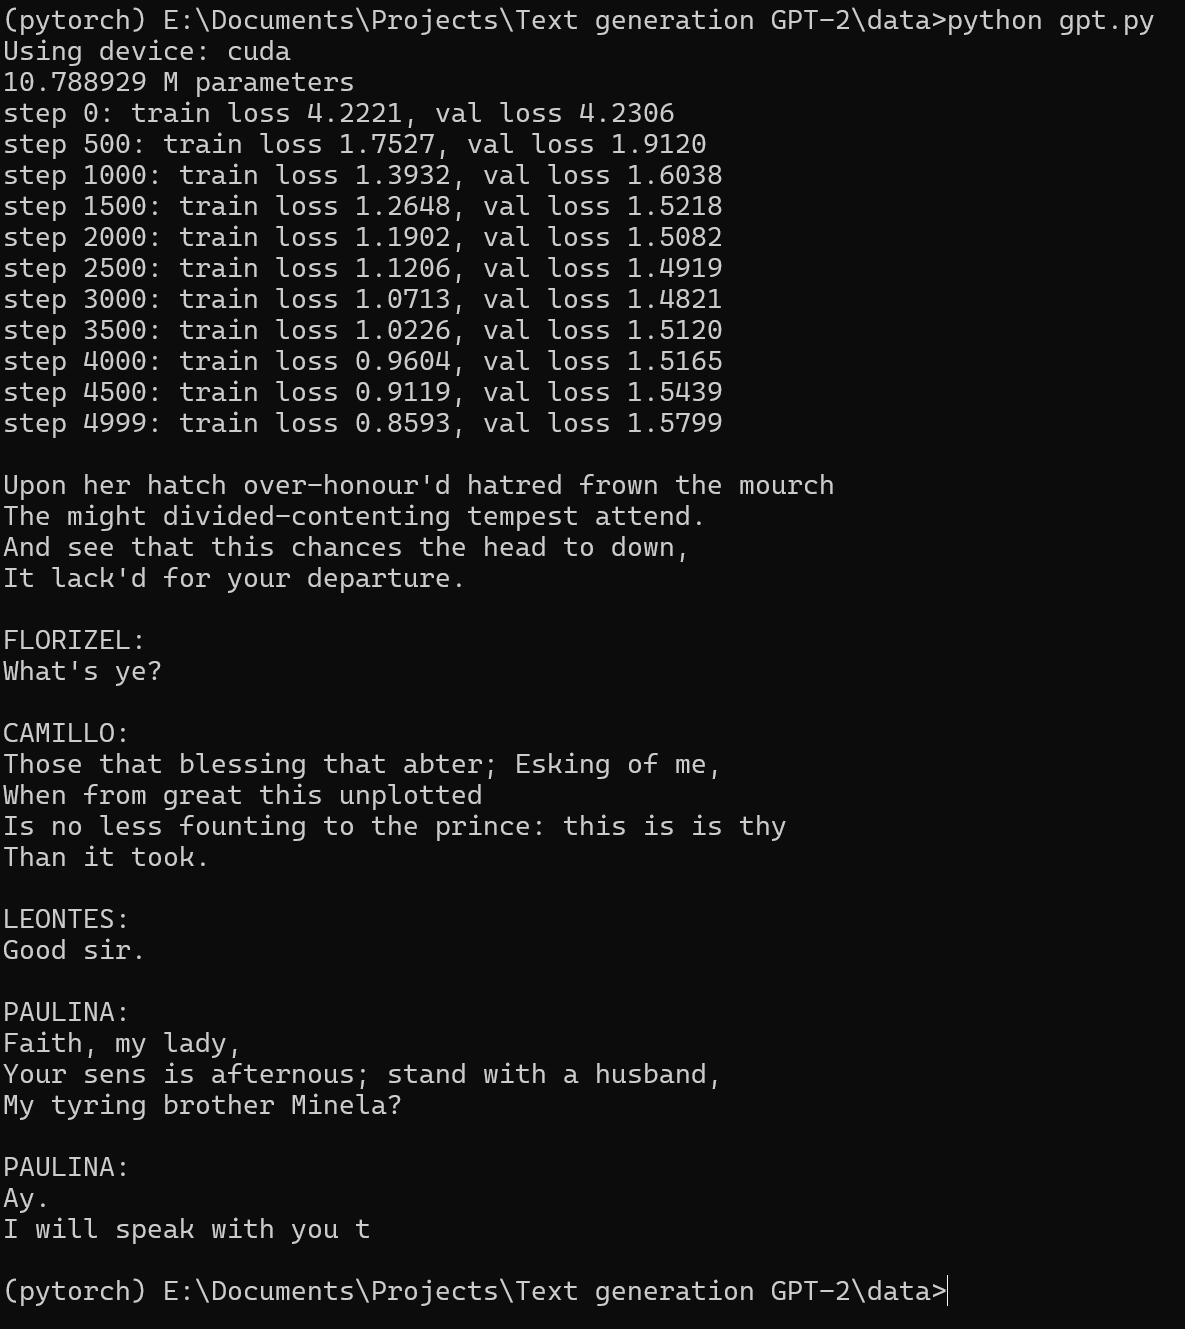 (pytorch) E:\Documents\Projects\Text generation GPT-2\data>python gpt.py
Using device: cuda
10.788929 M parameters
step 0: train loss 4.2221, val loss 4.2306
step 500: train loss 1.7527, val loss 1.9120
step 1000: train loss 1.3932, val loss 1.6038
step 1500: train loss 1.2648, val loss 1.5218
step 2000: train loss 1.1902, val loss 1.5082
step 2500: train loss 1.1206, val loss 1.4919
step 3000: train loss 1.0713, val loss 1.4821
step 3500: train loss 1.0226, val loss 1.5120
step 4000: train loss 0.9604, val loss 1.5165
step 4500: train loss 0.9119, val loss 1.5439
step 4999: train loss 0.8593, val loss 1.5799

Upon her hatch over-honour'd hatred frown the mourch
The might divided-contenting tempest attend.
And see that this chances the head to down,
It lack'd for your departure.

FLORIZEL:
What's ye?

CAMILLO:
Those that blessing that abter; Esking of me,
When from great this unplotted
Is no less founting to the prince: this is is thy
Than it took.

LEONTES:
Good sir.

PAULINA:
Faith, my lady,
Your sens is afternous; stand with a husband,
My tyring brother Minela?

PAULINA:
Ay.
I will speak with you t

(pytorch) E:\Documents\Projects\Text generation GPT-2\data>